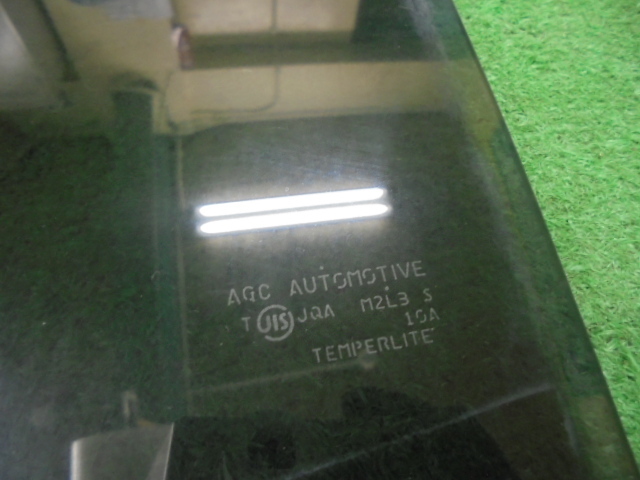 AGC AUTOMOTIVE
T JIS JQA M2L3 S
10A
TEMPERLITE